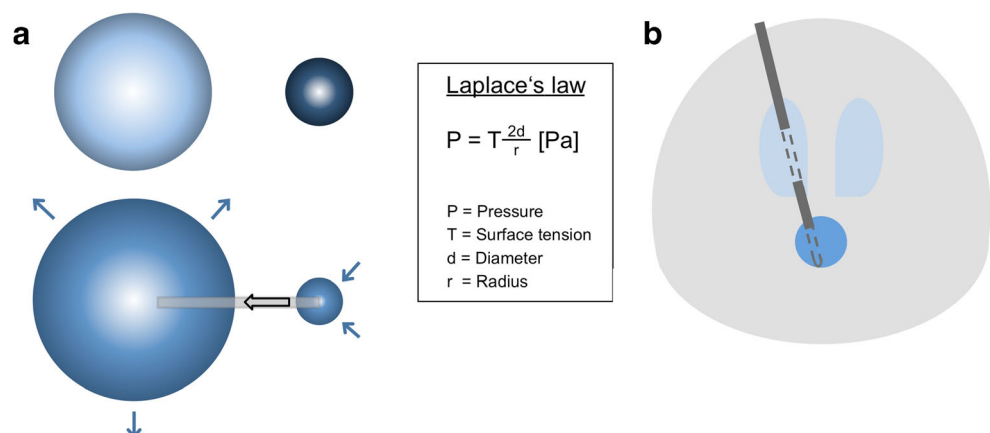 a
Laplace‘s law
P = T 2d/r [Pa]
P = Pressure
T = Surface tension
d = Diameter
r = Radius
b